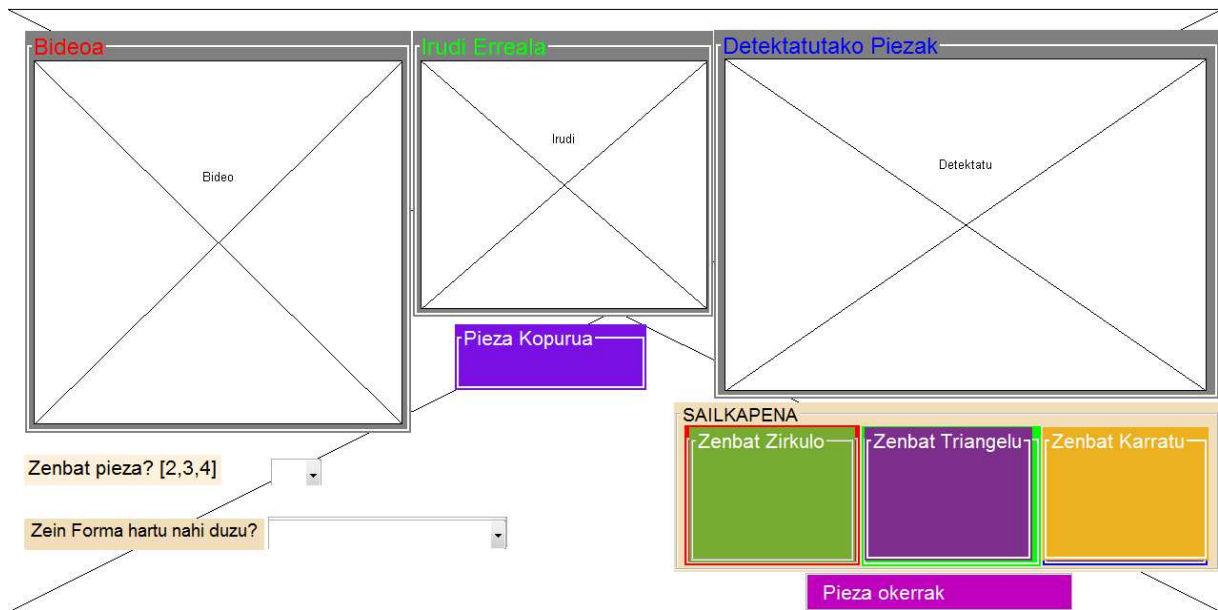 Bideoa
Irudi Erreala
Detektatutako Piezak
Bideo
Irudi
Detektatu
Pieza Kopurua
SAILKAPENA
Zenbat Zirkulo
Zenbat Triangelu
Zenbat Karratu
Zenbat pieza? [2,3,4]
Zein Forma hartu nahi duzu?
Pieza okerrak